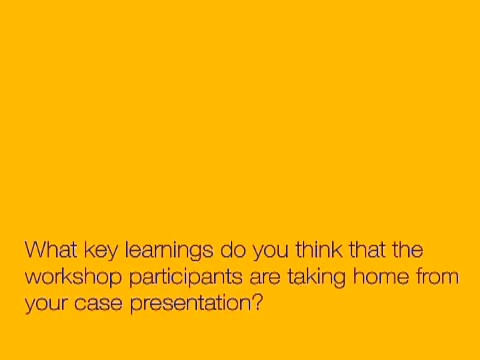 What key learnings do you think that the
workshop participants are taking home from
your case presentation?